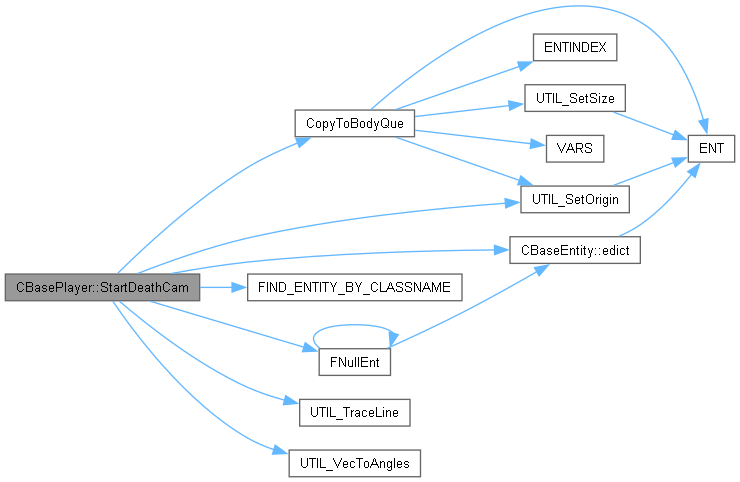 ENTINDEX
UTIL_SetSize
CopyToBodyQue
VARS
ENT
UTIL_SetOrigin
CBaseEntity::edict
CBasePlayer::StartDeathCam
FIND_ENTITY_BY_CLASSNAME
FNullEnt
UTIL_TraceLine
UTIL_VecToAngles